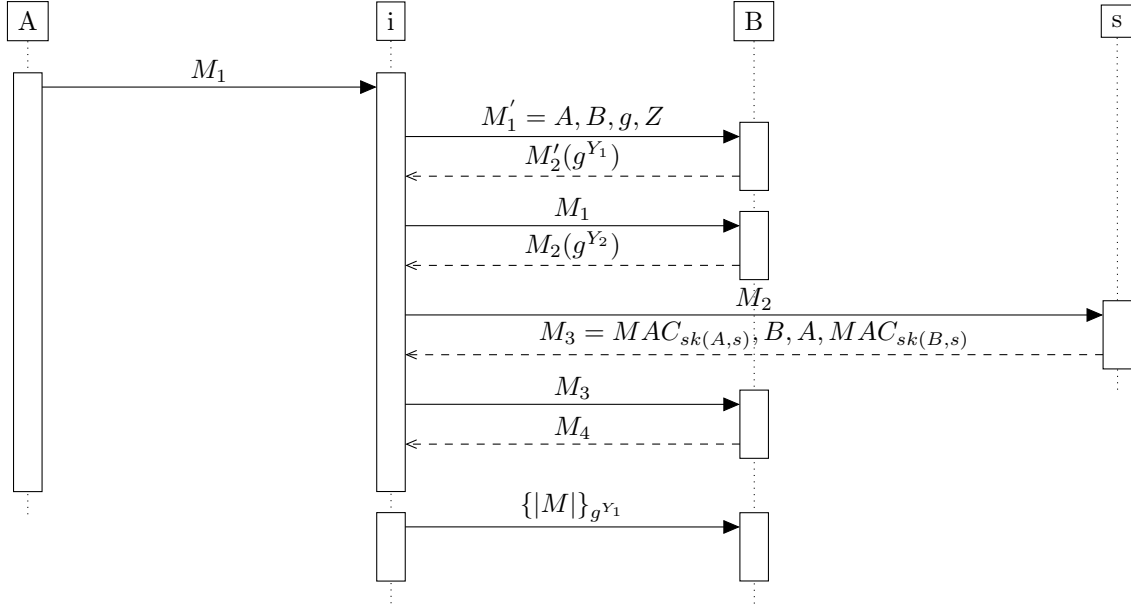 A i B s
M_1
M_1^' = A, B, g, Z
M_2'(g^{Y_1})
M_1
M_2(g^{Y_2})
M_2
M_3 = MAC_{sk(A,s)}, B, A, MAC_{sk(B,s)}
M_3
M_4
{|M|}_{g^{Y_1}}